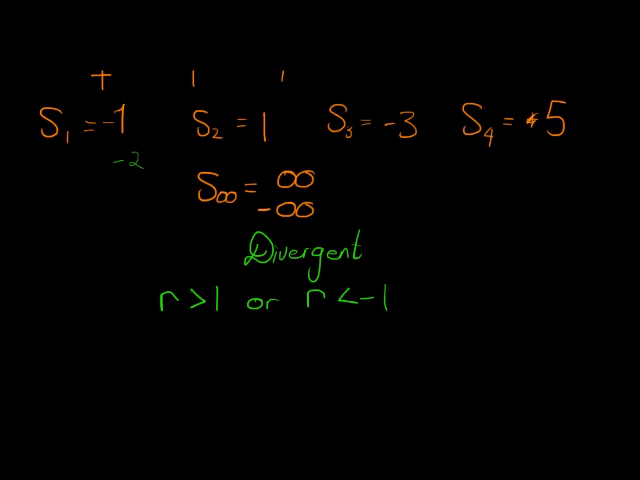 S₁ = -1 S₂ = 1 S₃ = -3 S₄ = 5
-2
S∞ = ∞
-∞
Divergent
r > 1 or r < -1